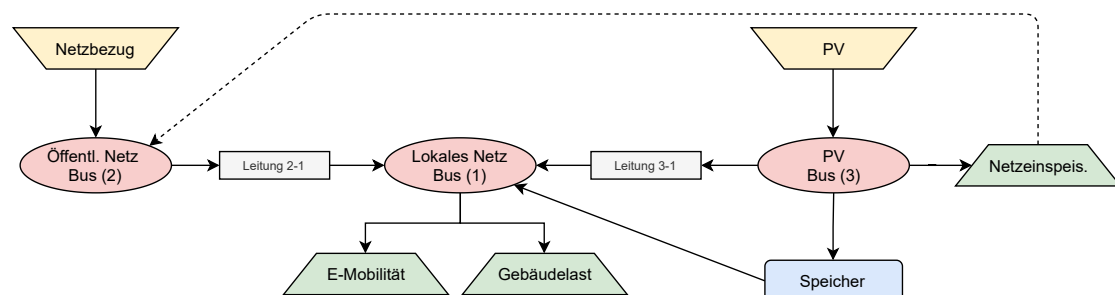 Netzbezug
PV
Öffentl. Netz
Bus (2)
Leitung 2-1
Lokales Netz
Bus (1)
Leitung 3-1
PV
Bus (3)
Netzeinspeis.
E-Mobilität
Gebäudelast
Speicher